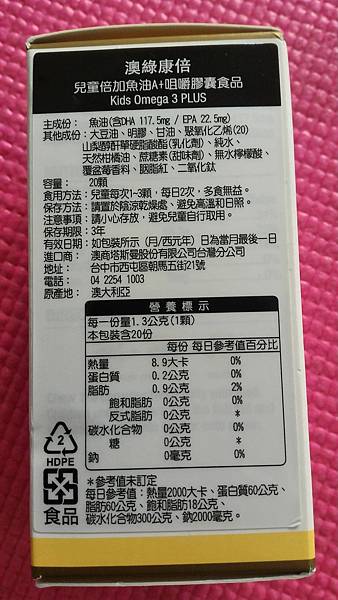 澳綠康倍
兒童倍加魚油A+咀嚼膠囊食品
Kids Omega 3 PLUS
主成份： 魚油(含DHA 117.5mg / EPA 22.5mg)
其他成份：大豆油、明膠、甘油、聚氧化乙烯(20)
山梨醇酐單硬脂酸酯(乳化劑)、純水、
天然柑橘油、蔗糖素(甜味劑)、無水檸檬酸、
覆盆莓香料、胭脂紅、二氧化鈦
容量： 20顆
食用方法：兒童每次1~3顆，每日2次，多食無益。
保存方法：請置於陰涼乾燥處、避免高溫和日照。
注意事項：請小心存放，避免兒童自行取用。
保存期限：3年
有效日期：如包裝所示（月/西元年）日為當月最後一日
進口商： 澳商塔斯曼股份有限公司台灣分公司
地址： 台中市西屯區朝馬五街21號
電話： 04 2254 1003
原產地： 澳大利亞
營養標示
每一份量1.3公克(1顆)
本包裝含20份
每份 每日參考值百分比
熱量 8.9大卡 0%
蛋白質 0.2公克 0%
脂肪 0.9公克 2%
飽和脂肪 0公克 0%
反式脂肪 0公克 *
碳水化合物 0公克 0%
糖 0公克 *
鈉 0毫克 0%
*參考值未訂定
每日參考值：熱量2000大卡、蛋白質60公克、
脂肪60公克、飽和脂肪18公克、
碳水化合物300公克、鈉2000毫克。
2
HDPE
食品